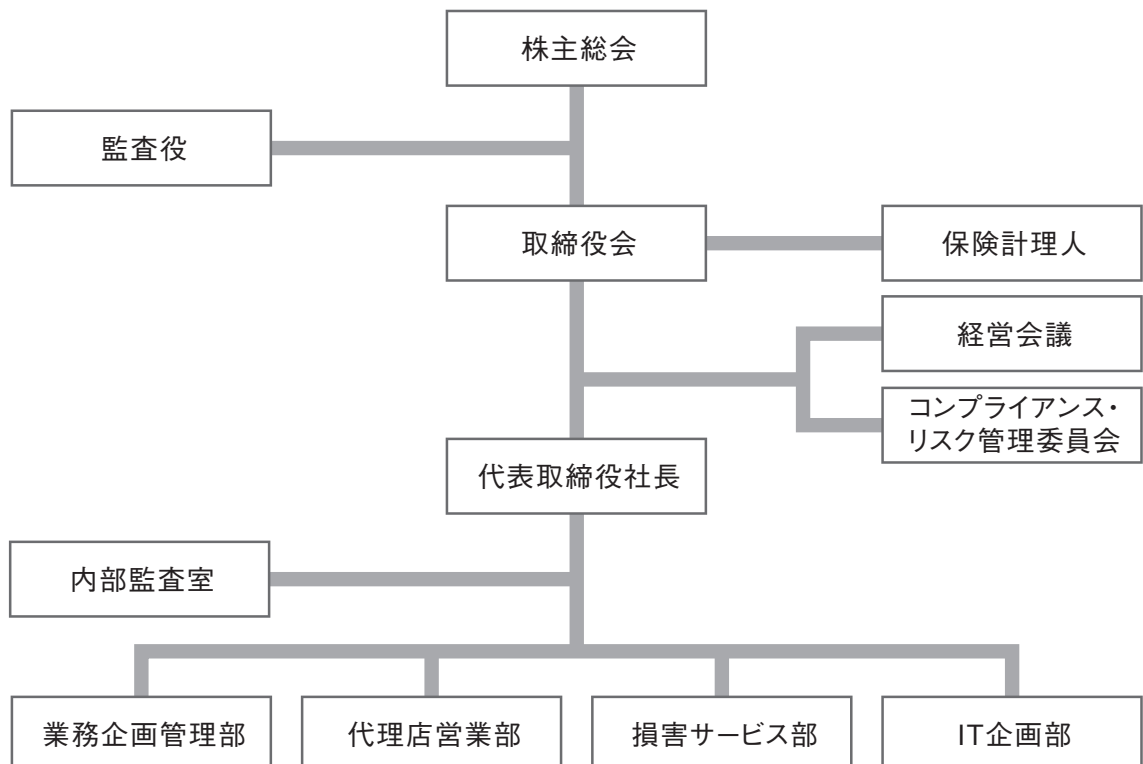 株主総会
監査役
取締役会
保険計理人
経営会議
コンプライアンス・
リスク管理委員会
代表取締役社長
内部監査室
業務企画管理部
代理店営業部
損害サービス部
IT企画部